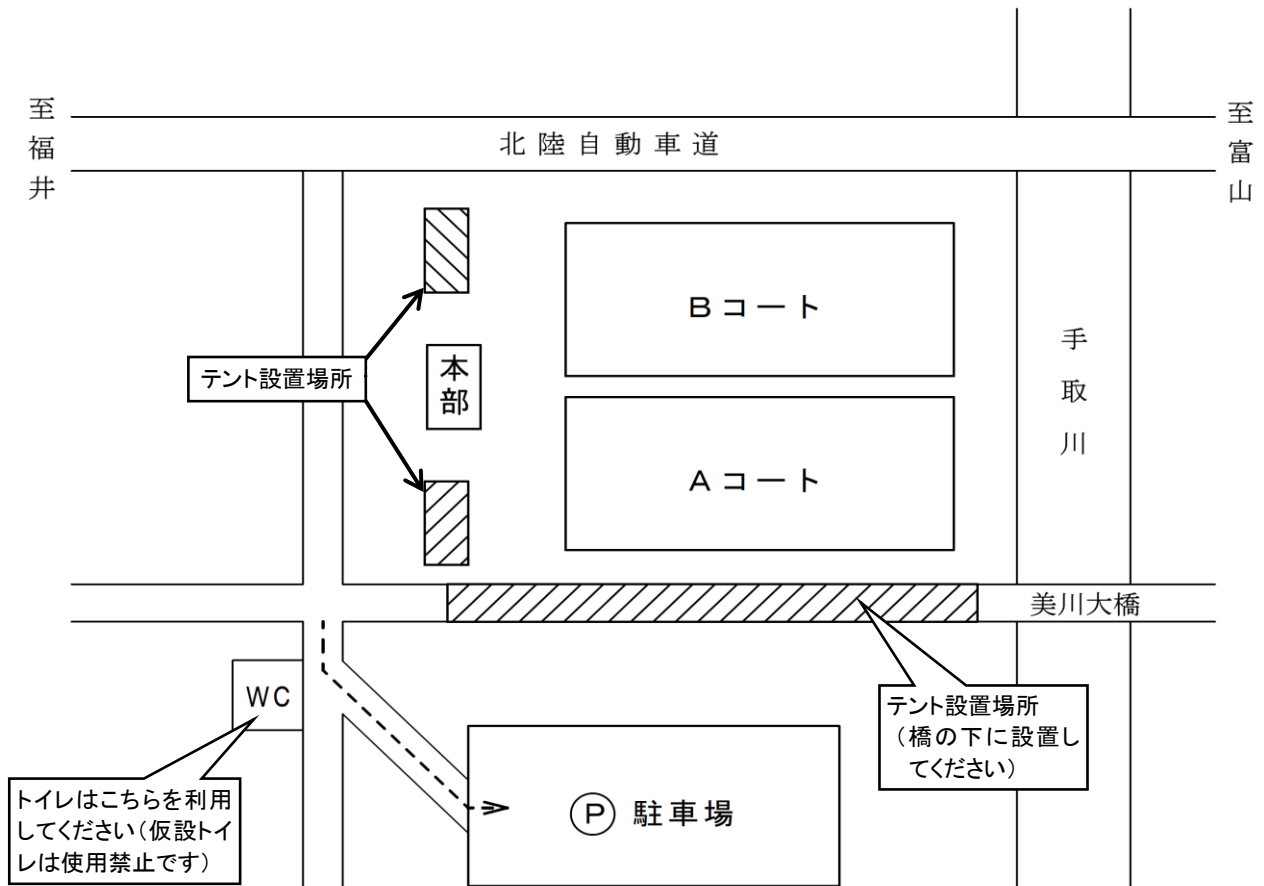 至福井
北陸自動車道
至富山
Bコート
テント設置場所
本部
手取川
Aコート
美川大橋
WC
テント設置場所
(橋の下に設置し
てください)
トイレはこちらを利用
してください(仮設トイ
レは使用禁止です)
P 駐車場